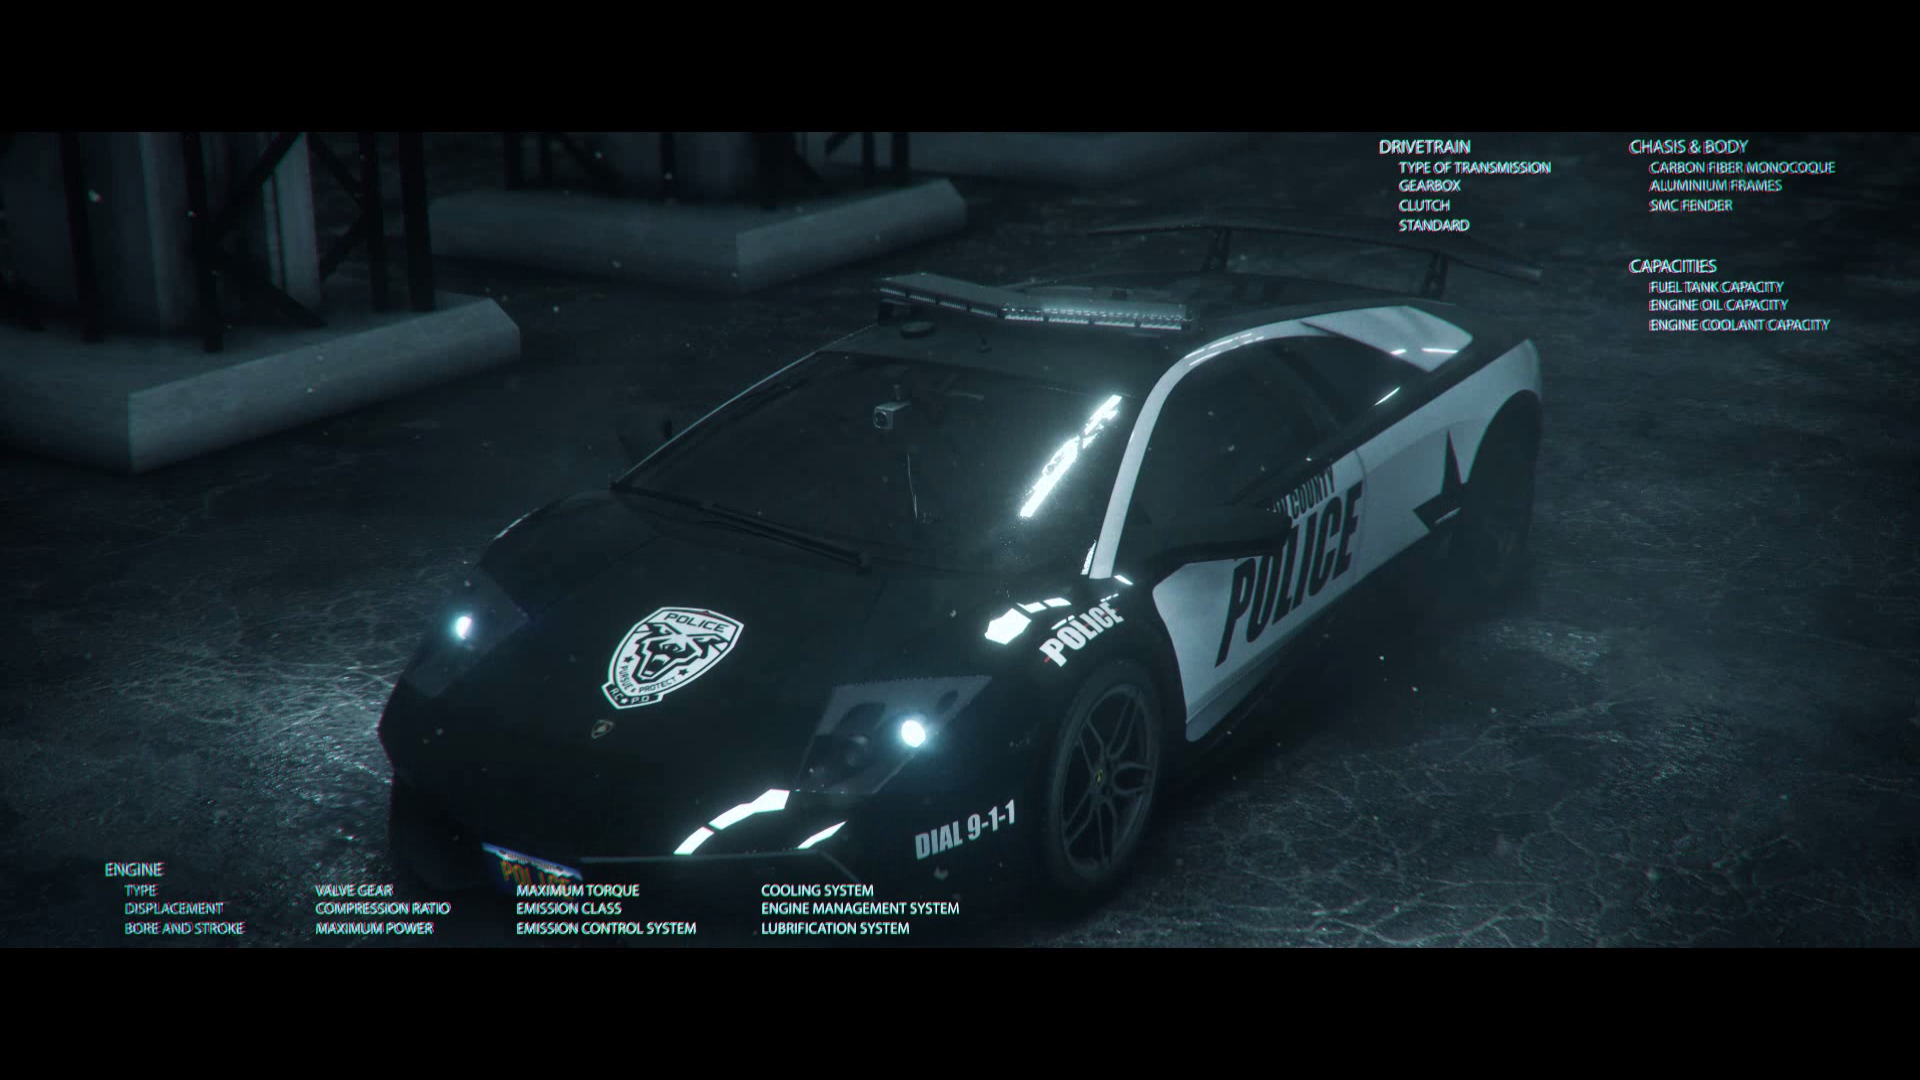 DRIVETRAIN
TYPE OF TRANSMISSION
GEARBOX
CLUTCH
STANDARD
CHASIS & BODY
CARBON FIBER MONOCOQUE
ALUMINIUM FRAMES
SMC FENDER
CAPACITIES
FUEL TANK CAPACITY
ENGINE OIL CAPACITY
ENGINE COOLANT CAPACITY
COUNTY
POLICE
POLICE
POLICE
PURSUE & PROTECT
R.C. P.D.
DIAL 9-1-1
POLICE
ENGINE
TYPE
DISPLACEMENT
BORE AND STROKE
VALVE GEAR
COMPRESSION RATIO
MAXIMUM POWER
MAXIMUM TORQUE
EMISSION CLASS
EMISSION CONTROL SYSTEM
COOLING SYSTEM
ENGINE MANAGEMENT SYSTEM
LUBRIFICATION SYSTEM